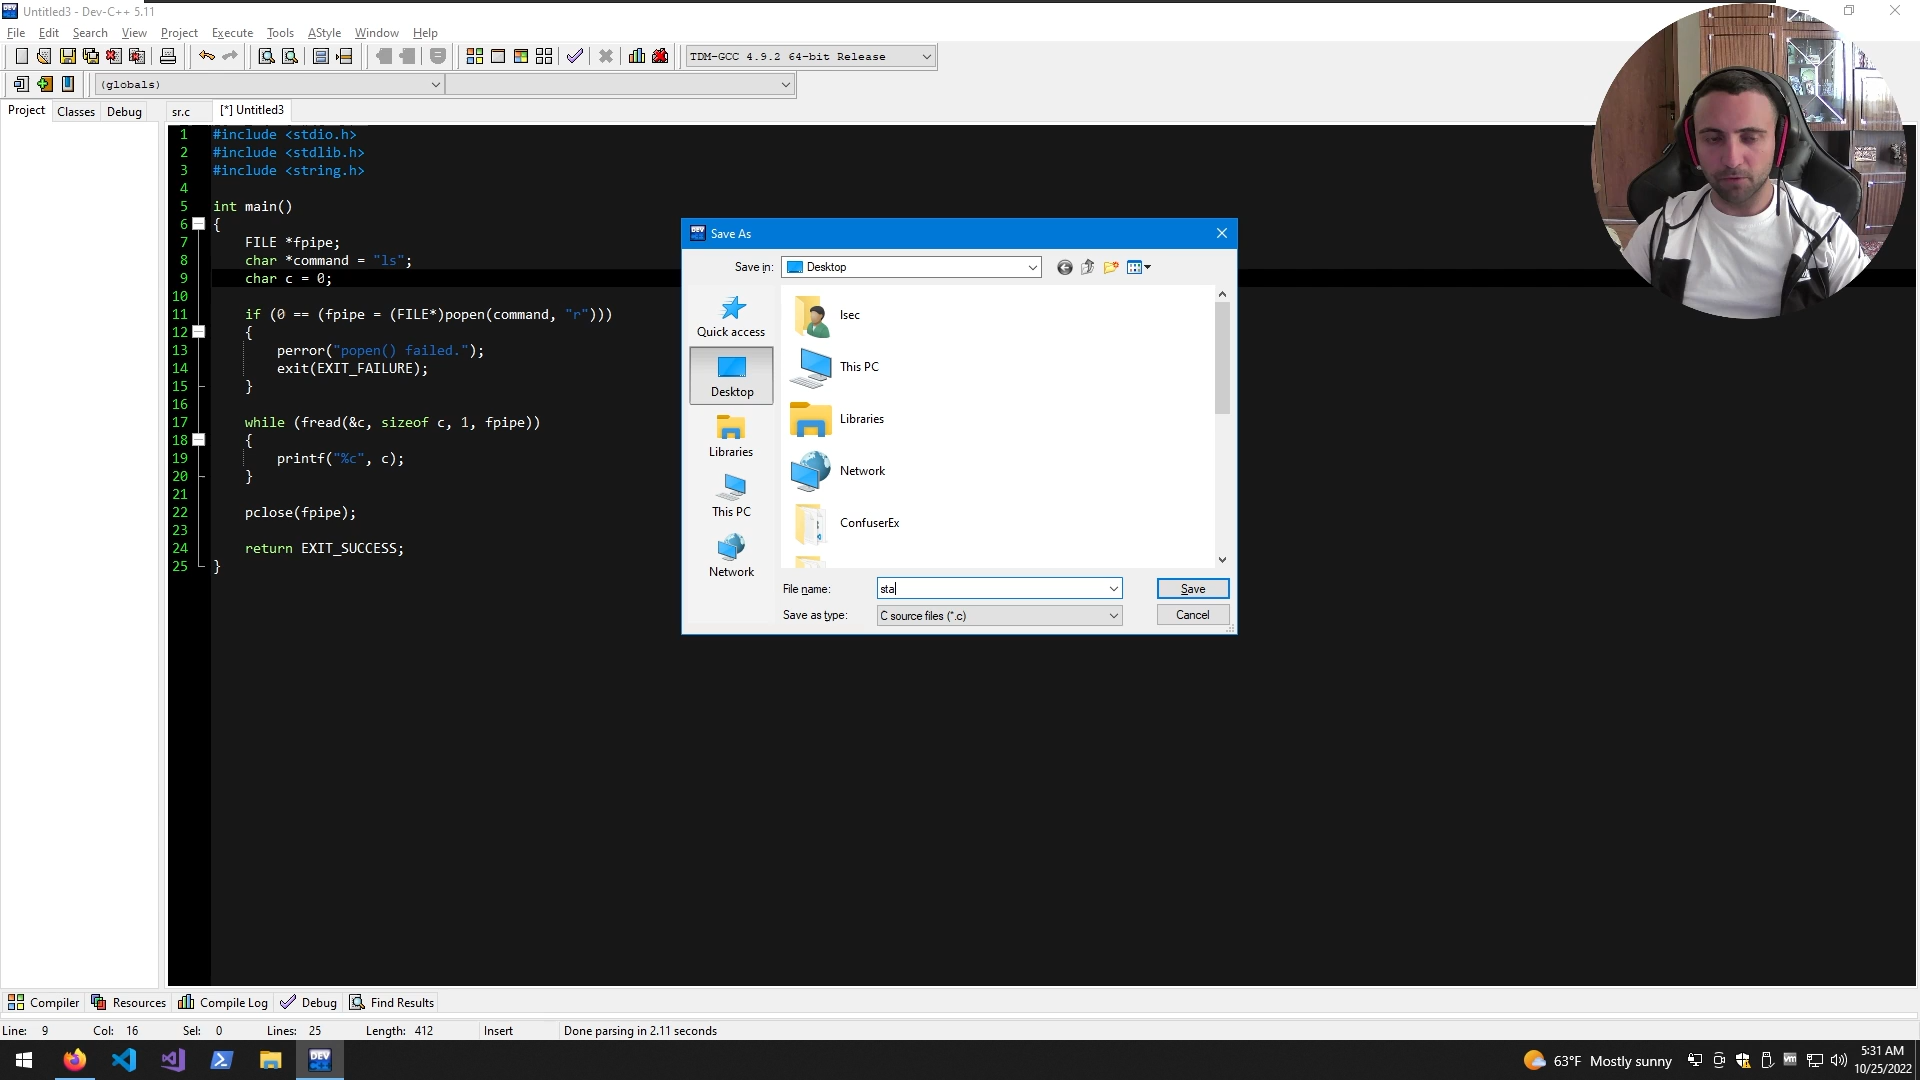 Untitled3 - Dev-C++ 5.11
File Edit Search View Project Execute Tools AStyle Window Help
TDM-GCC 4.9.2 64-bit Release
(globals)
Project Classes Debug sr.c [*] Untitled3
1 #include <stdio.h>
2 #include <stdlib.h>
3 #include <string.h>
4
5 int main()
6 {
7 FILE *fpipe;
8 char *command = "ls";
9 char c = 0;
10
11 if (0 == (fpipe = (FILE*)popen(command, "r")))
12 {
13 perror("popen() failed.");
14 exit(EXIT_FAILURE);
15 }
16
17 while (fread(&c, sizeof c, 1, fpipe))
18 {
19 printf("%c", c);
20 }
21
22 pclose(fpipe);
23
24 return EXIT_SUCCESS;
25 }
Save As
Save in: Desktop
Quick access
Desktop
Libraries
This PC
Network
lsec
This PC
Libraries
Network
ConfuserEx
File name: sta Save
Save as type: C source files (*.c) Cancel
Compiler Resources Compile Log Debug Find Results
Line: 9 Col: 16 Sel: 0 Lines: 25 Length: 412 Insert Done parsing in 2.11 seconds
DEV
63°F Mostly sunny
5:31 AM
10/25/2022